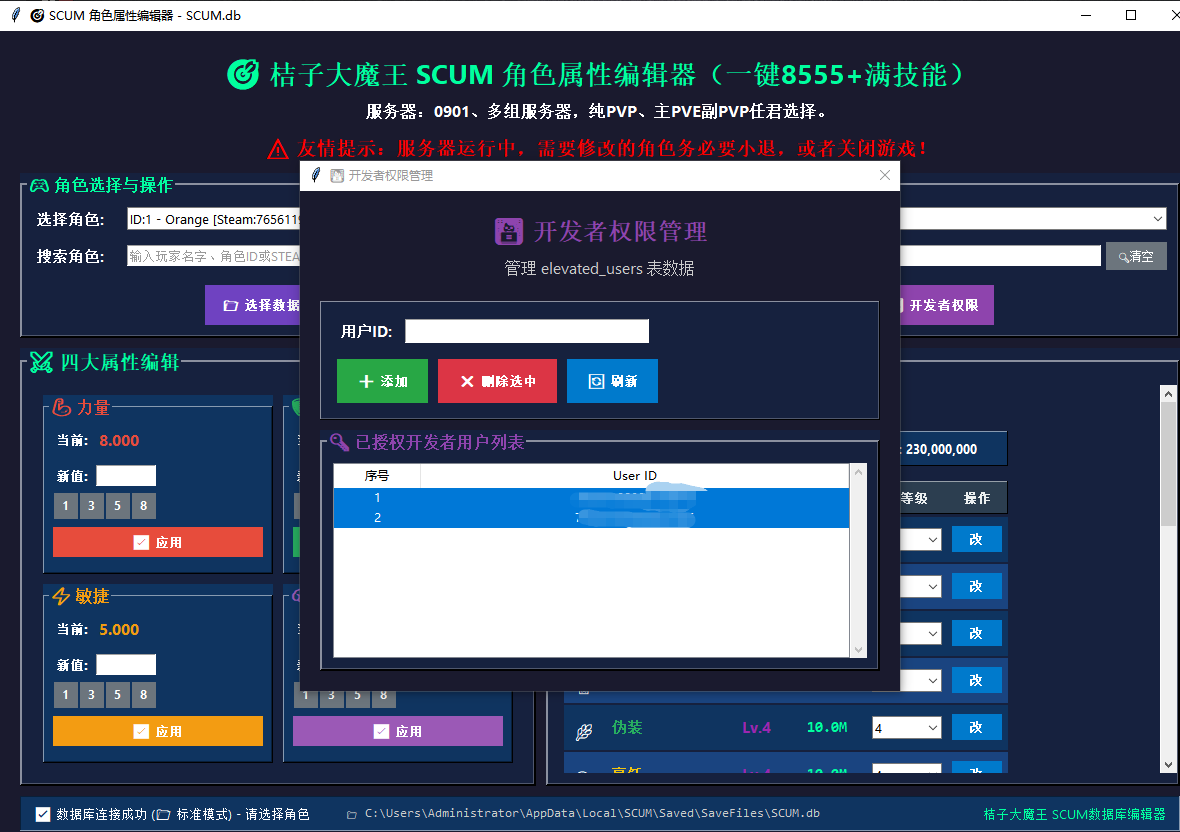 SCUM 角色属性编辑器 - SCUM.db
桔子大魔王 SCUM 角色属性编辑器（一键8555+满技能）
服务器：0901、多组服务器，纯PVP、主PVE副PVP任君选择。
友情提示：服务器运行中，需要修改的角色务必要小退，或者关闭游戏！
角色选择与操作
选择角色: ID:1 - Orange [Steam:7656119
搜索角色: 输入玩家名字、角色ID或STEA 清空
选择数据 开发者权限
开发者权限管理
开发者权限管理
管理 elevated_users 表数据
用户ID:
添加 删除选中 刷新
已授权开发者用户列表
序号 User ID
1
2
四大属性编辑
力量
当前: 8.000
新值:
1 3 5 8
应用
敏捷
当前: 5.000
新值:
1 3 5 8
应用
1 3 5 8
应用
: 230,000,000
等级 操作
改
改
改
改
伪装 Lv.4 10.0M 4 改
数据库连接成功 (标准模式) - 请选择角色
C:\Users\Administrator\AppData\Local\SCUM\Saved\SaveFiles\SCUM.db
桔子大魔王 SCUM数据库编辑器